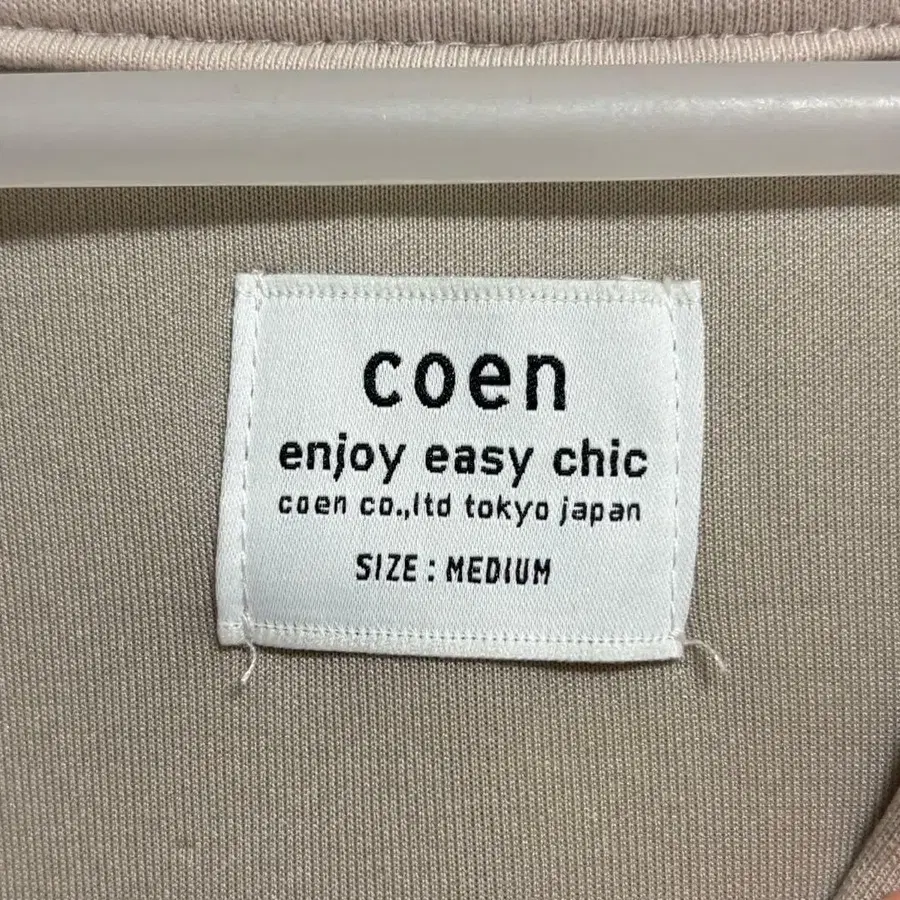 coen
enjoy easy chic
coen co.,ltd tokyo japan
SIZE : MEDIUM